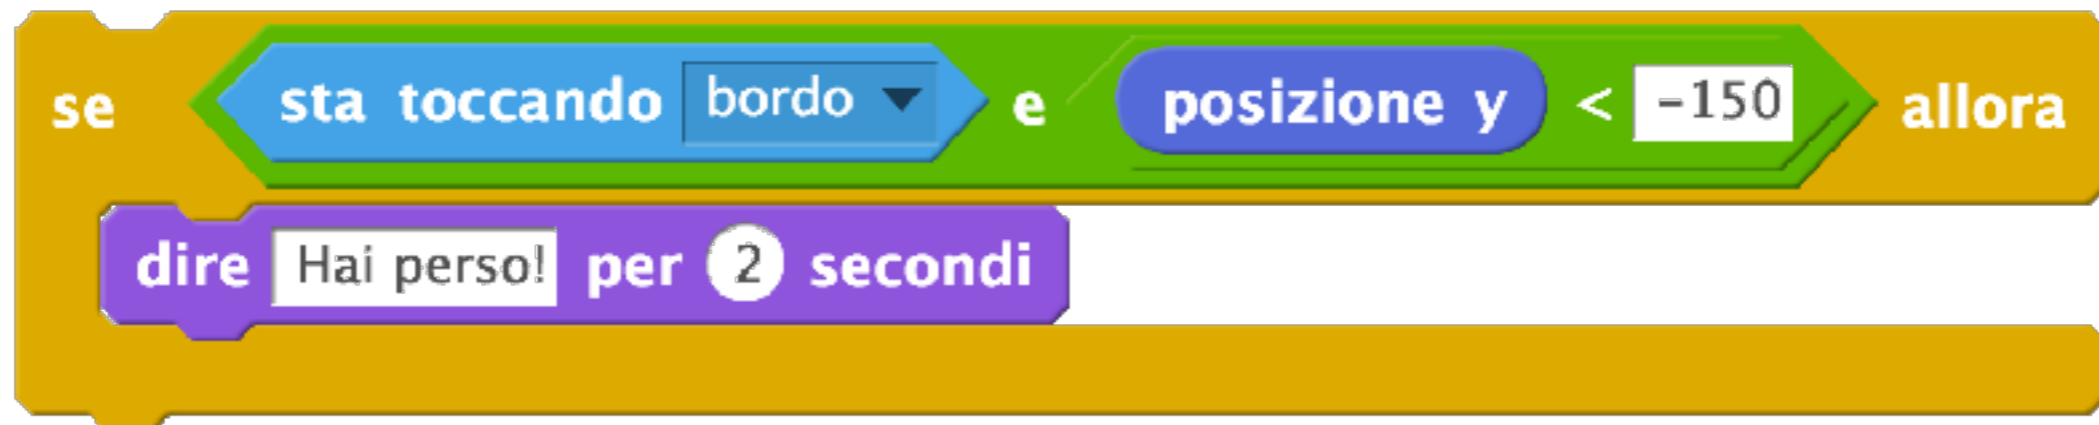 se sta toccando bordo e posizione y < -150 allora
dire Hai perso! per 2 secondi